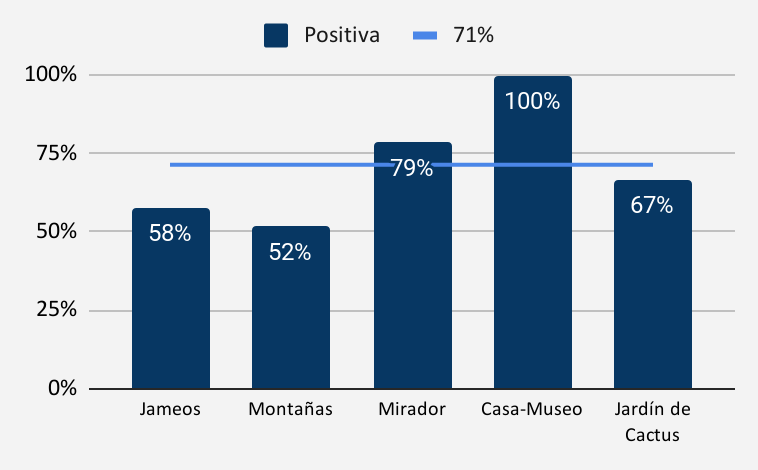 Positiva 71%
100%
75%
50%
25%
0%
58%
52%
79%
100%
67%
Jameos
Montañas
Mirador
Casa-Museo
Jardín de
Cactus